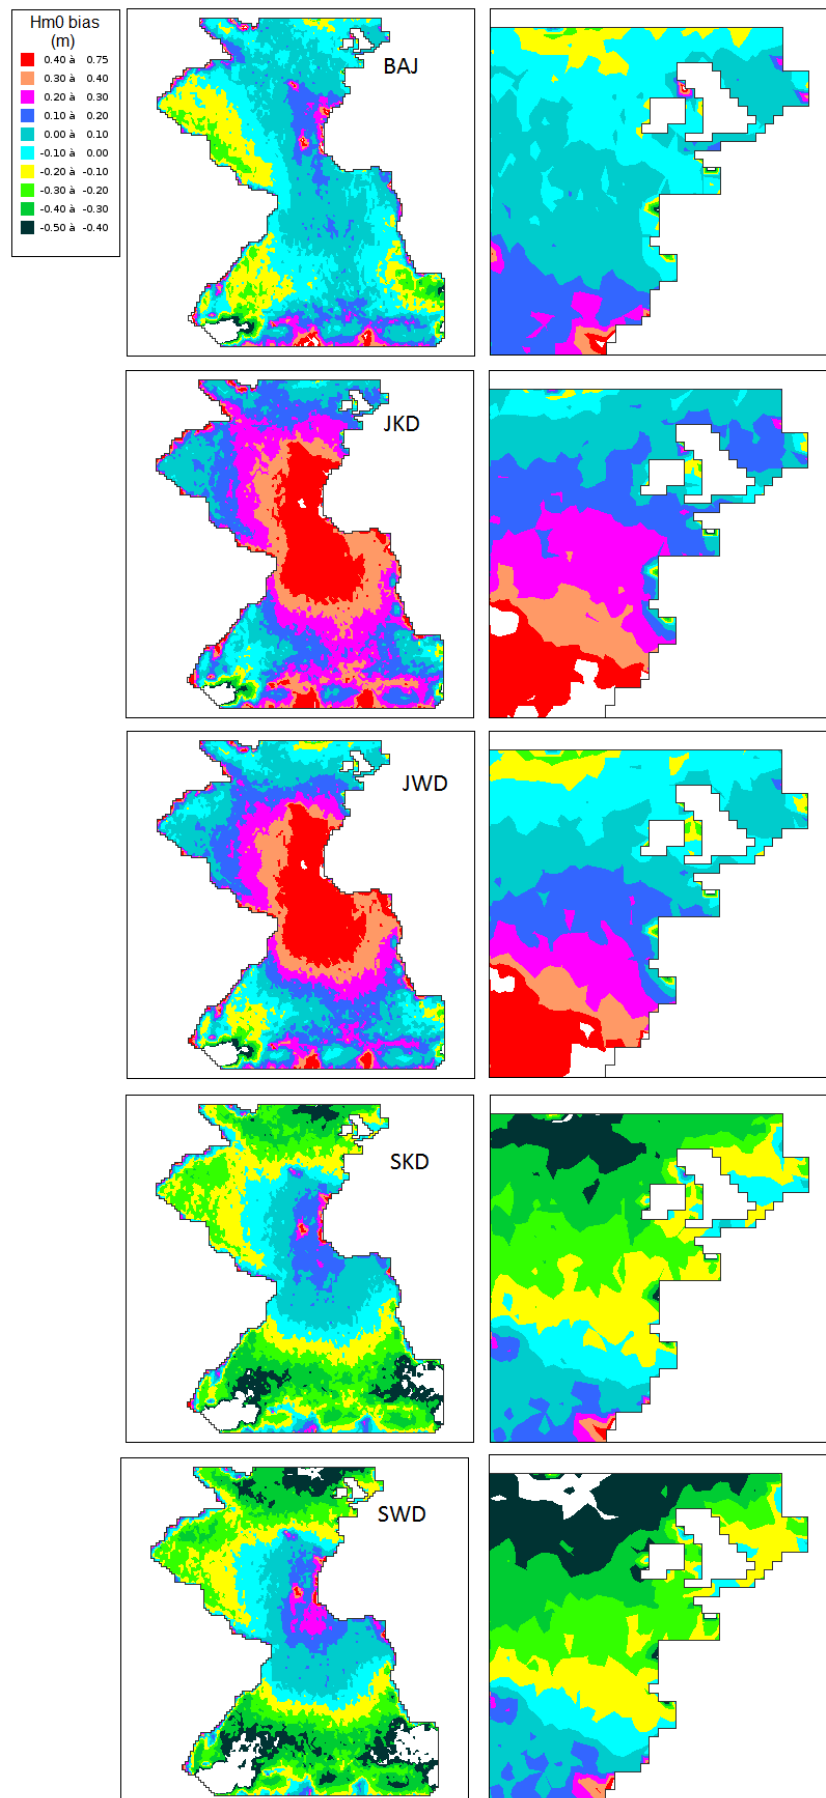 Hm0 bias
(m)
0.40 à 0.75
0.30 à 0.40
0.20 à 0.30
0.10 à 0.20
0.00 à 0.10
-0.10 à 0.00
-0.20 à -0.10
-0.30 à -0.20
-0.40 à -0.30
-0.50 à -0.40
BAJ
JKD
JWD
SKD
SWD